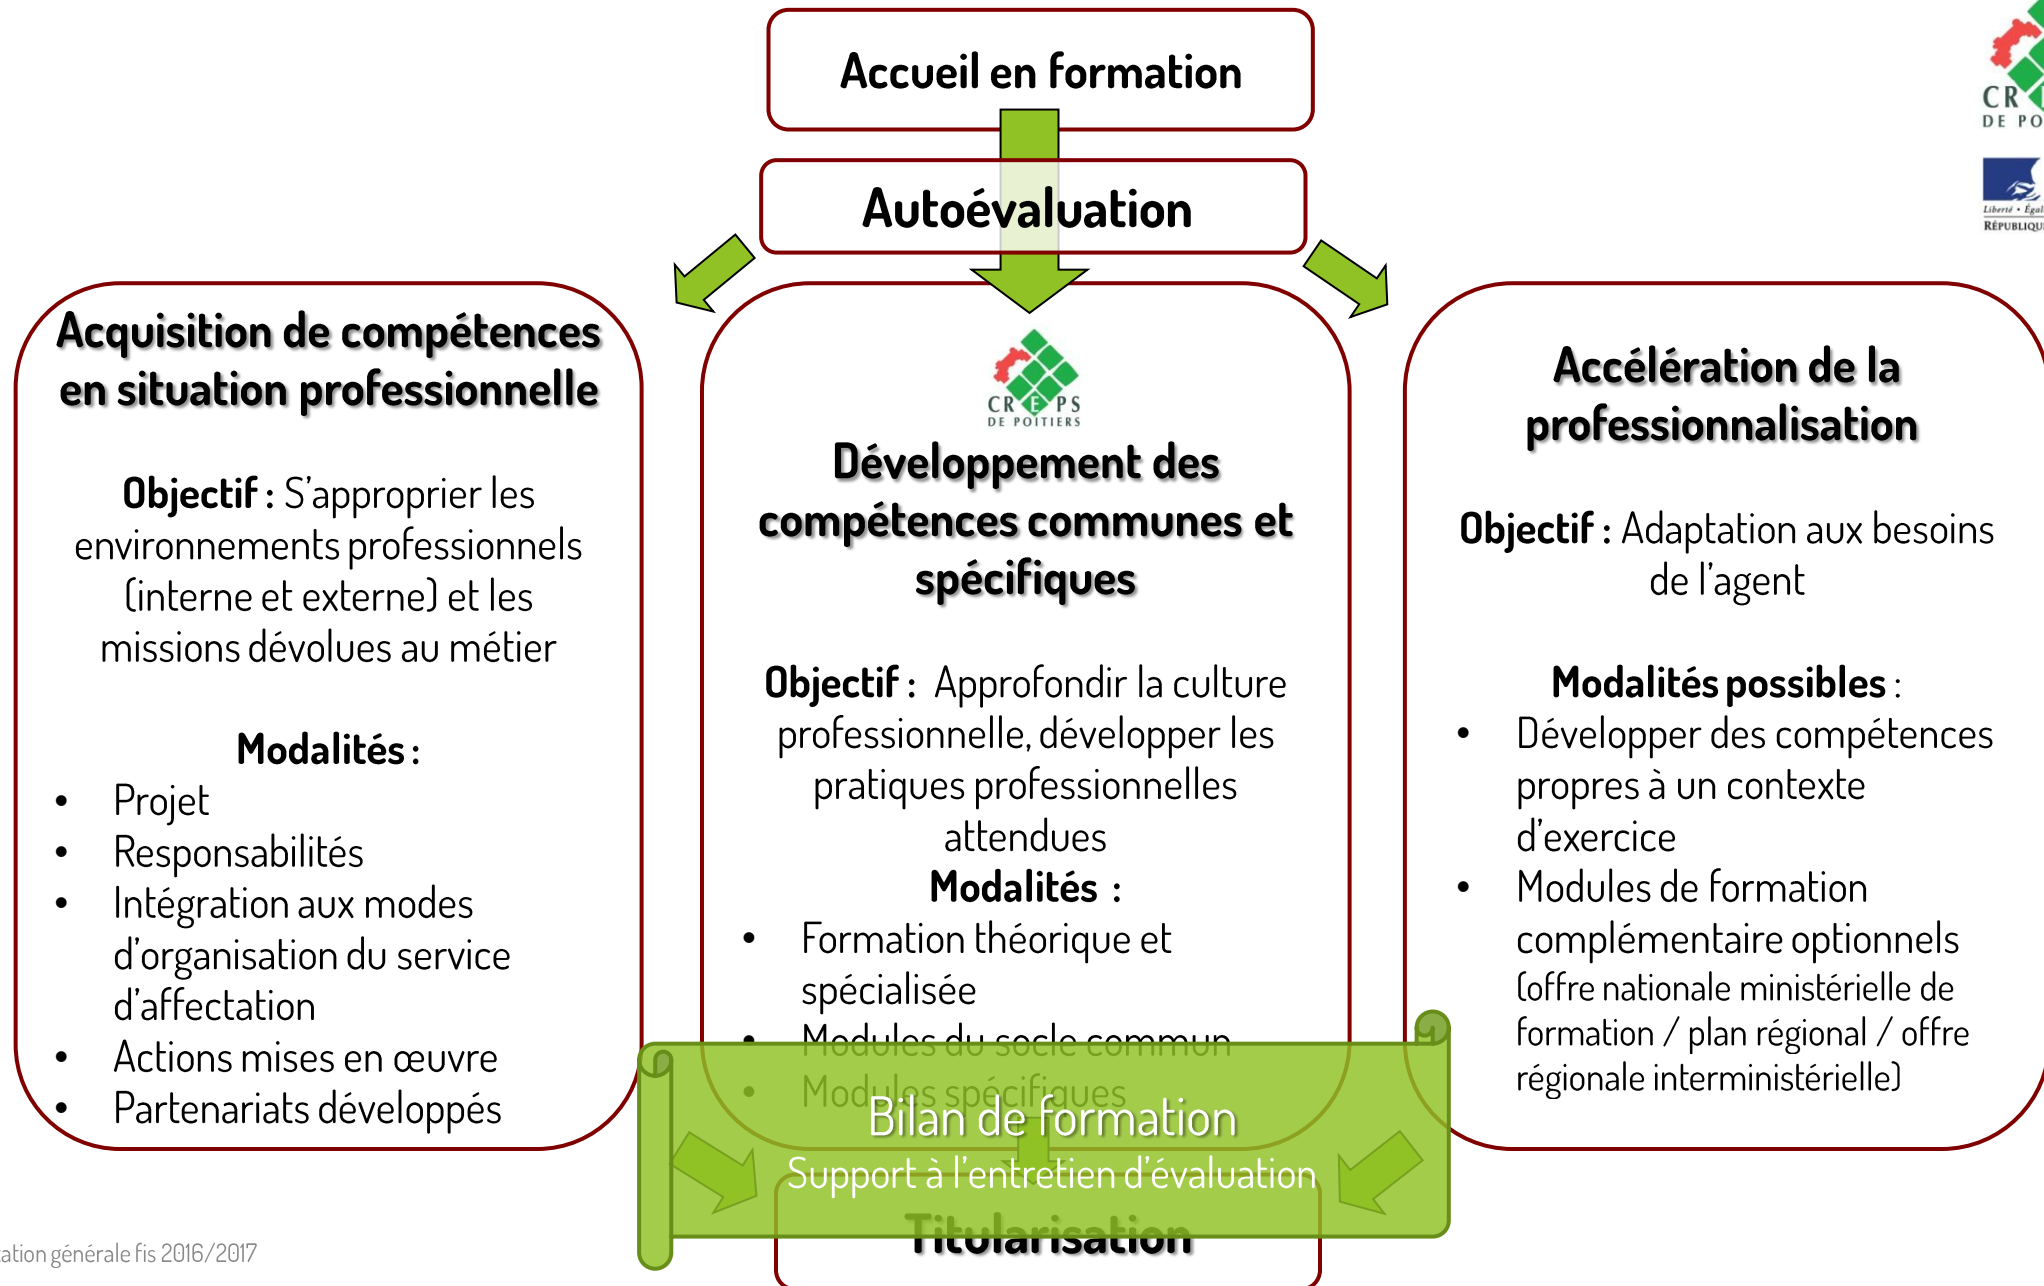 Accueil en formation
Autoévaluation
CR
DE PO
Liberté • Égal
RÉPUBLIQU
Acquisition de compétences
en situation professionnelle
Objectif : S'approprier les
environnements professionnels
(interne et externe) et les
missions dévolues au métier
Modalités :
• Projet
• Responsabilités
• Intégration aux modes
d'organisation du service
d'affectation
• Actions mises en œuvre
• Partenariats développés
CREPS
DE POITIERS
Développement des
compétences communes et
spécifiques
Objectif : Approfondir la culture
professionnelle, développer les
pratiques professionnelles
attendues
Modalités :
• Formation théorique et
spécialisée
• Modules du socle commun
• Modules spécifiques
Accélération de la
professionnalisation
Objectif : Adaptation aux besoins
de l'agent
Modalités possibles :
• Développer des compétences
propres à un contexte
d'exercice
• Modules de formation
complémentaire optionnels
(offre nationale ministérielle de
formation / plan régional / offre
régionale interministérielle)
Bilan de formation
Support à l'entretien d'évaluation
Titularisation
ation générale fis 2016/2017